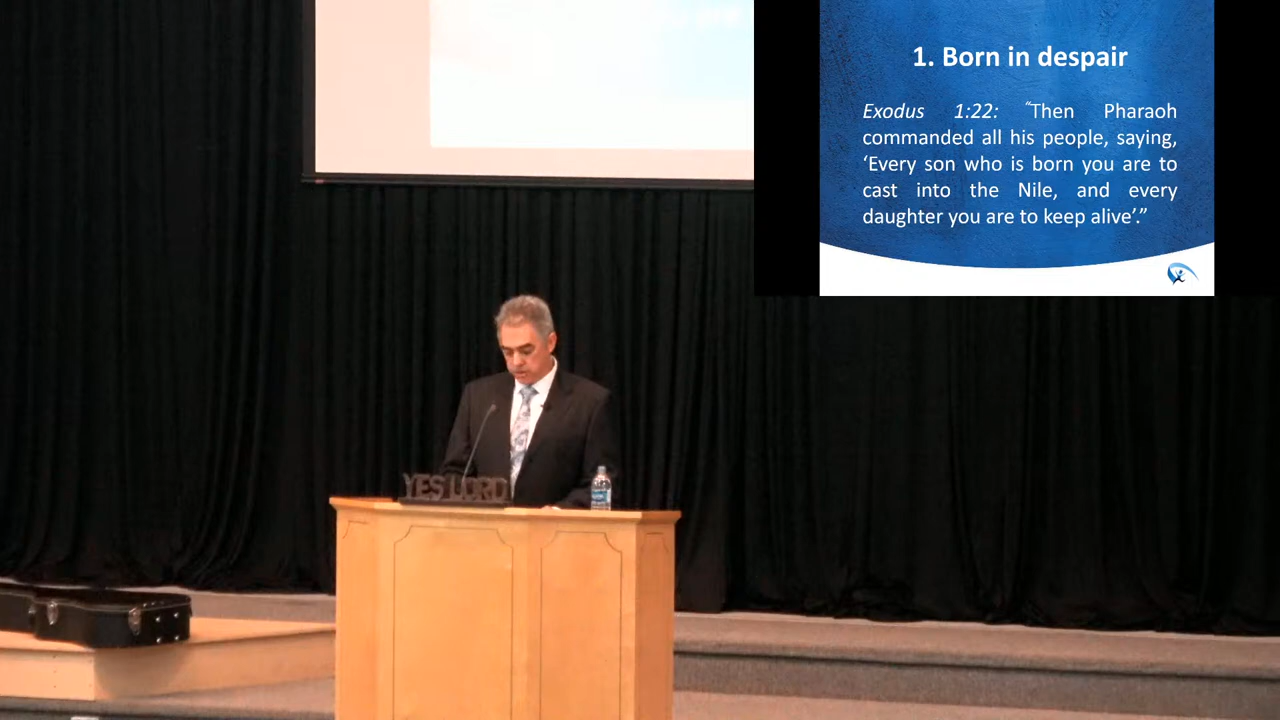 1. Born in despair
Exodus 1:22: “Then Pharaoh
commanded all his people, saying,
‘Every son who is born you are to
cast into the Nile, and every
daughter you are to keep alive’.”
YES LORD